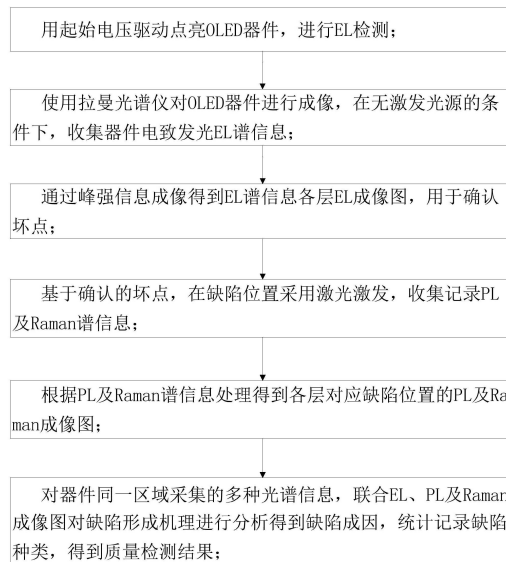 用起始电压驱动点亮OLED器件，进行EL检测；
使用拉曼光谱仪对OLED器件进行成像，在无激发光源的条
件下，收集器件电致发光EL谱信息；
通过峰强信息成像得到EL谱信息各层EL成像图，用于确认
坏点；
基于确认的坏点，在缺陷位置采用激光激发，收集记录PL
及Raman谱信息；
根据PL及Raman谱信息处理得到各层对应缺陷位置的PL及Ra
man成像图；
对器件同一区域采集的多种光谱信息，联合EL、PL及Raman
成像图对缺陷形成机理进行分析得到缺陷成因，统计记录缺陷
种类，得到质量检测结果；